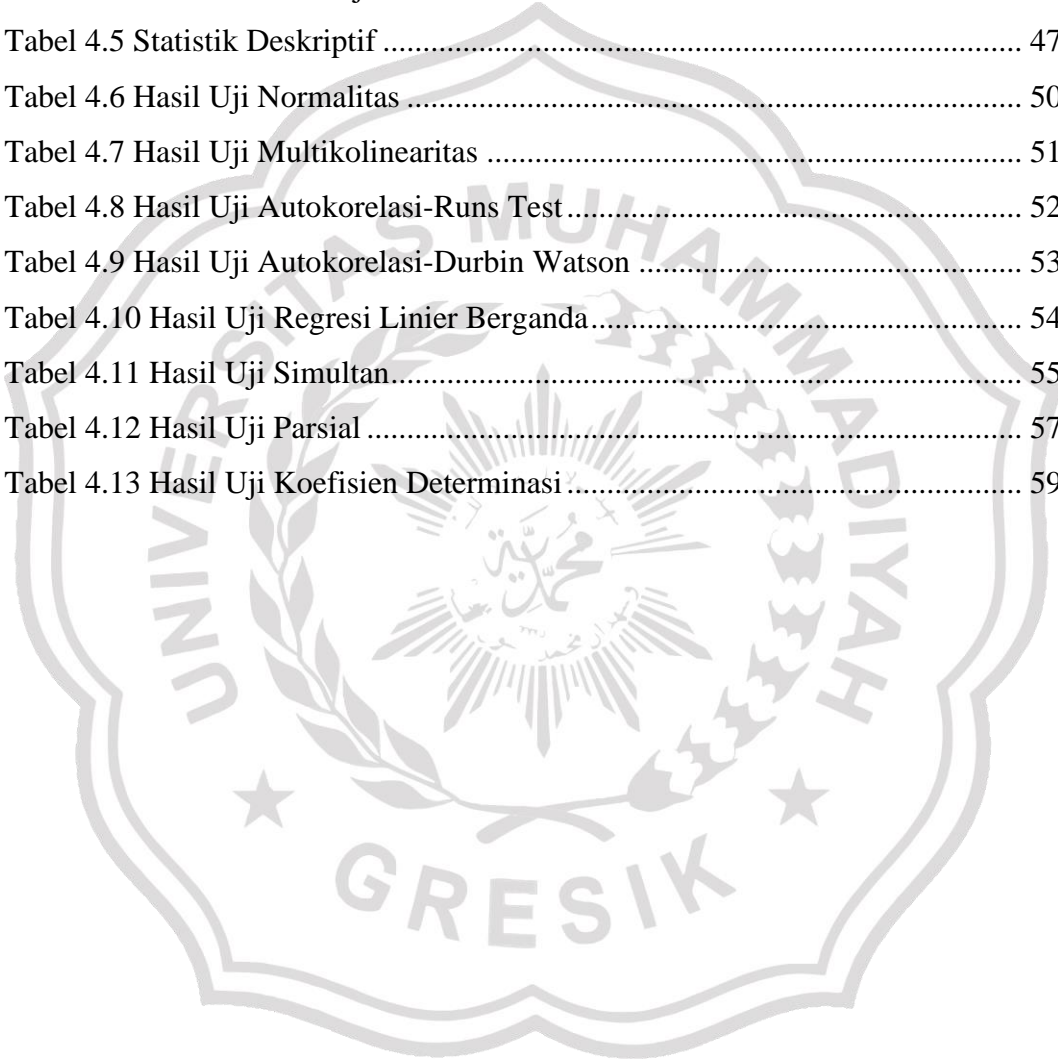 Tabel 4.5 Statistik Deskriptif ................................................................................ 47
Tabel 4.6 Hasil Uji Normalitas ............................................................................. 50
Tabel 4.7 Hasil Uji Multikolinearitas ................................................................... 51
Tabel 4.8 Hasil Uji Autokorelasi-Runs Test ......................................................... 52
Tabel 4.9 Hasil Uji Autokorelasi-Durbin Watson ................................................ 53
Tabel 4.10 Hasil Uji Regresi Linier Berganda...................................................... 54
Tabel 4.11 Hasil Uji Simultan............................................................................... 55
Tabel 4.12 Hasil Uji Parsial .................................................................................. 57
Tabel 4.13 Hasil Uji Koefisien Determinasi ......................................................... 59
UNIVERSITAS MUHAMMADIYAH
GRESIK